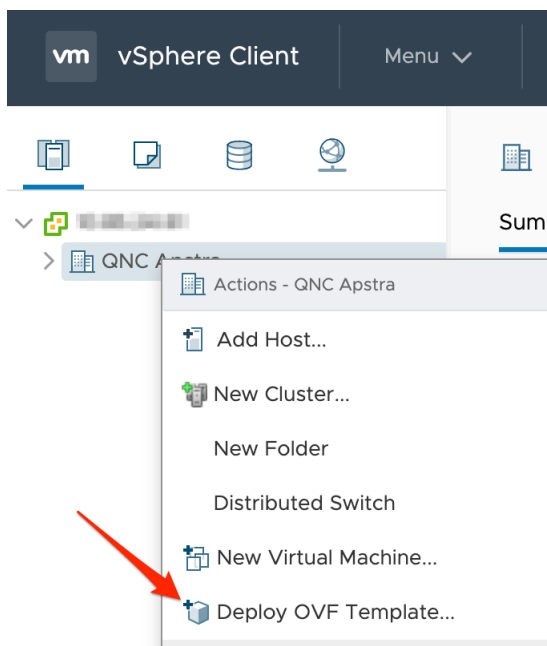 vm vSphere Client Menu
Sum
QNC Apstra
Actions - QNC Apstra
Add Host...
New Cluster...
New Folder
Distributed Switch
New Virtual Machine...
Deploy OVF Template...